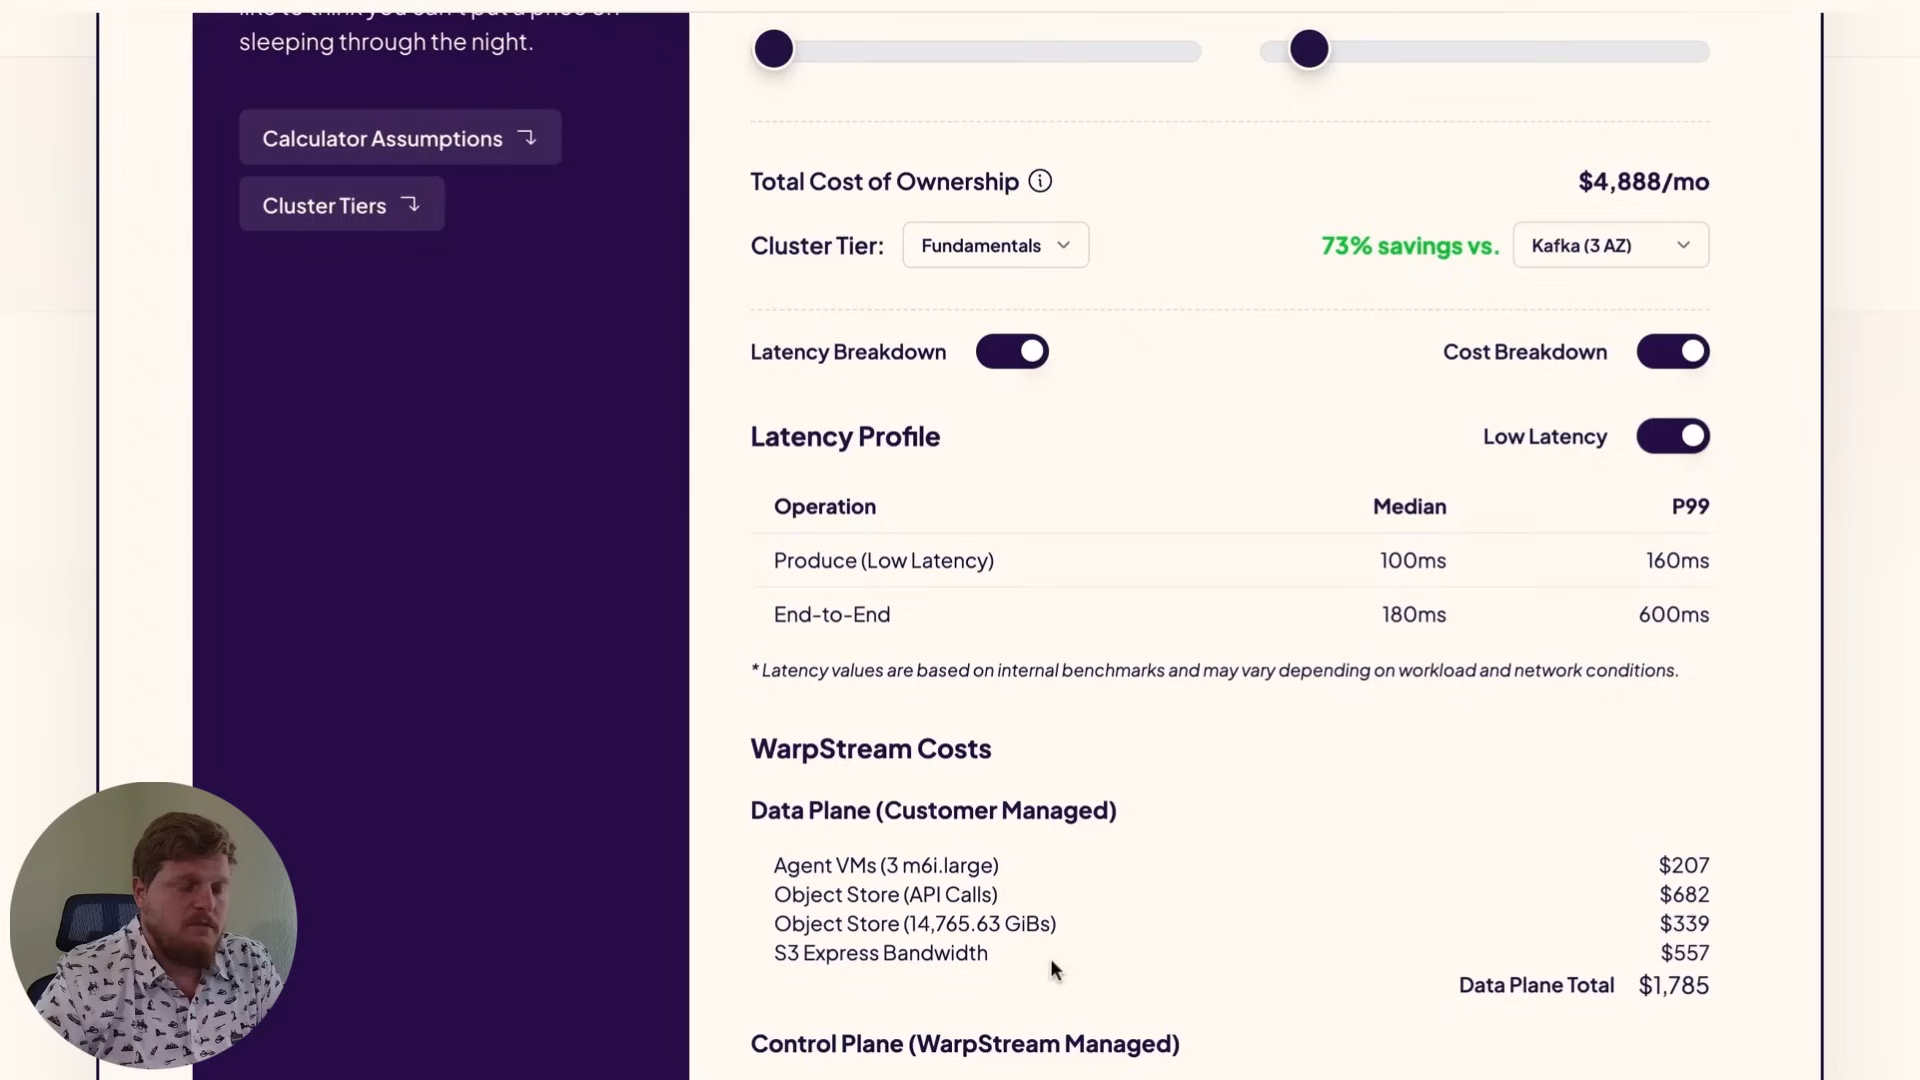 sleeping through the night.
Calculator Assumptions
Cluster Tiers
Total Cost of Ownership
$4,888/mo
Cluster Tier:
Fundamentals
73% savings vs.
Kafka (3 AZ)
Latency Breakdown
Cost Breakdown
Latency Profile
Low Latency
Operation Median P99
Produce (Low Latency) 100ms 160ms
End-to-End 180ms 600ms
* Latency values are based on internal benchmarks and may vary depending on workload and network conditions.
WarpStream Costs
Data Plane (Customer Managed)
Agent VMs (3 m6i.large) $207
Object Store (API Calls) $682
Object Store (14,765.63 GiBs) $339
S3 Express Bandwidth $557
Data Plane Total $1,785
Control Plane (WarpStream Managed)